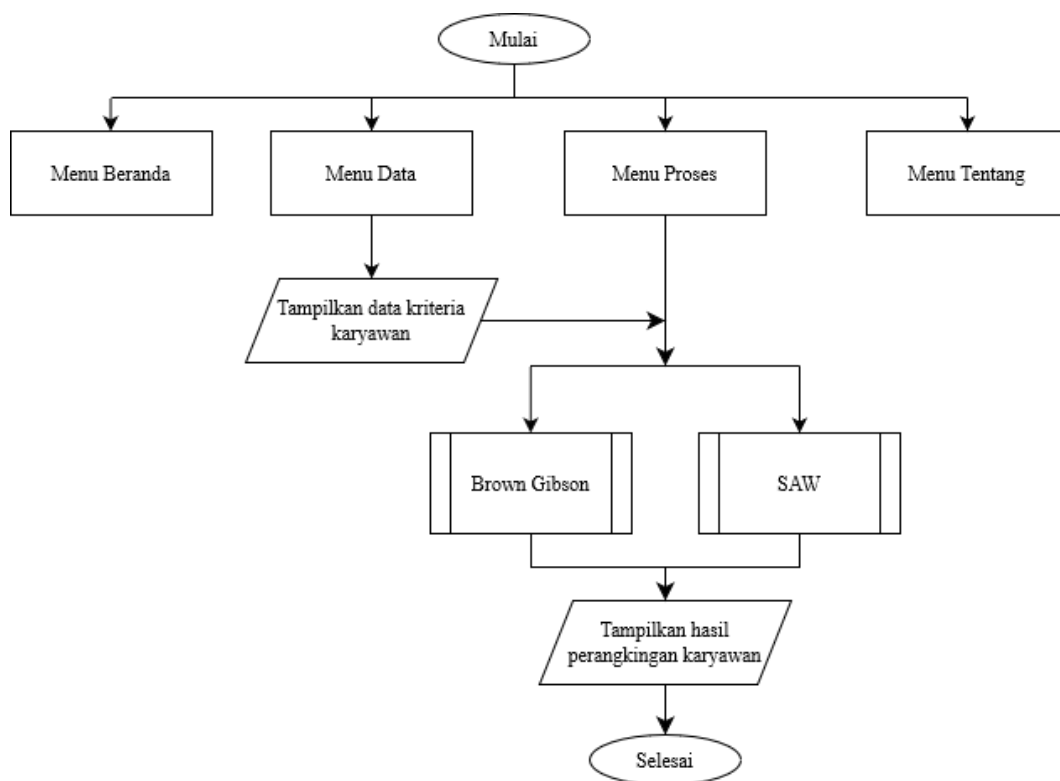 Mulai
Menu Beranda
Menu Data
Menu Proses
Menu Tentang
Tampilkan data kriteria
karyawan
Brown Gibson
SAW
Tampilkan hasil
perangkingan karyawan
Selesai